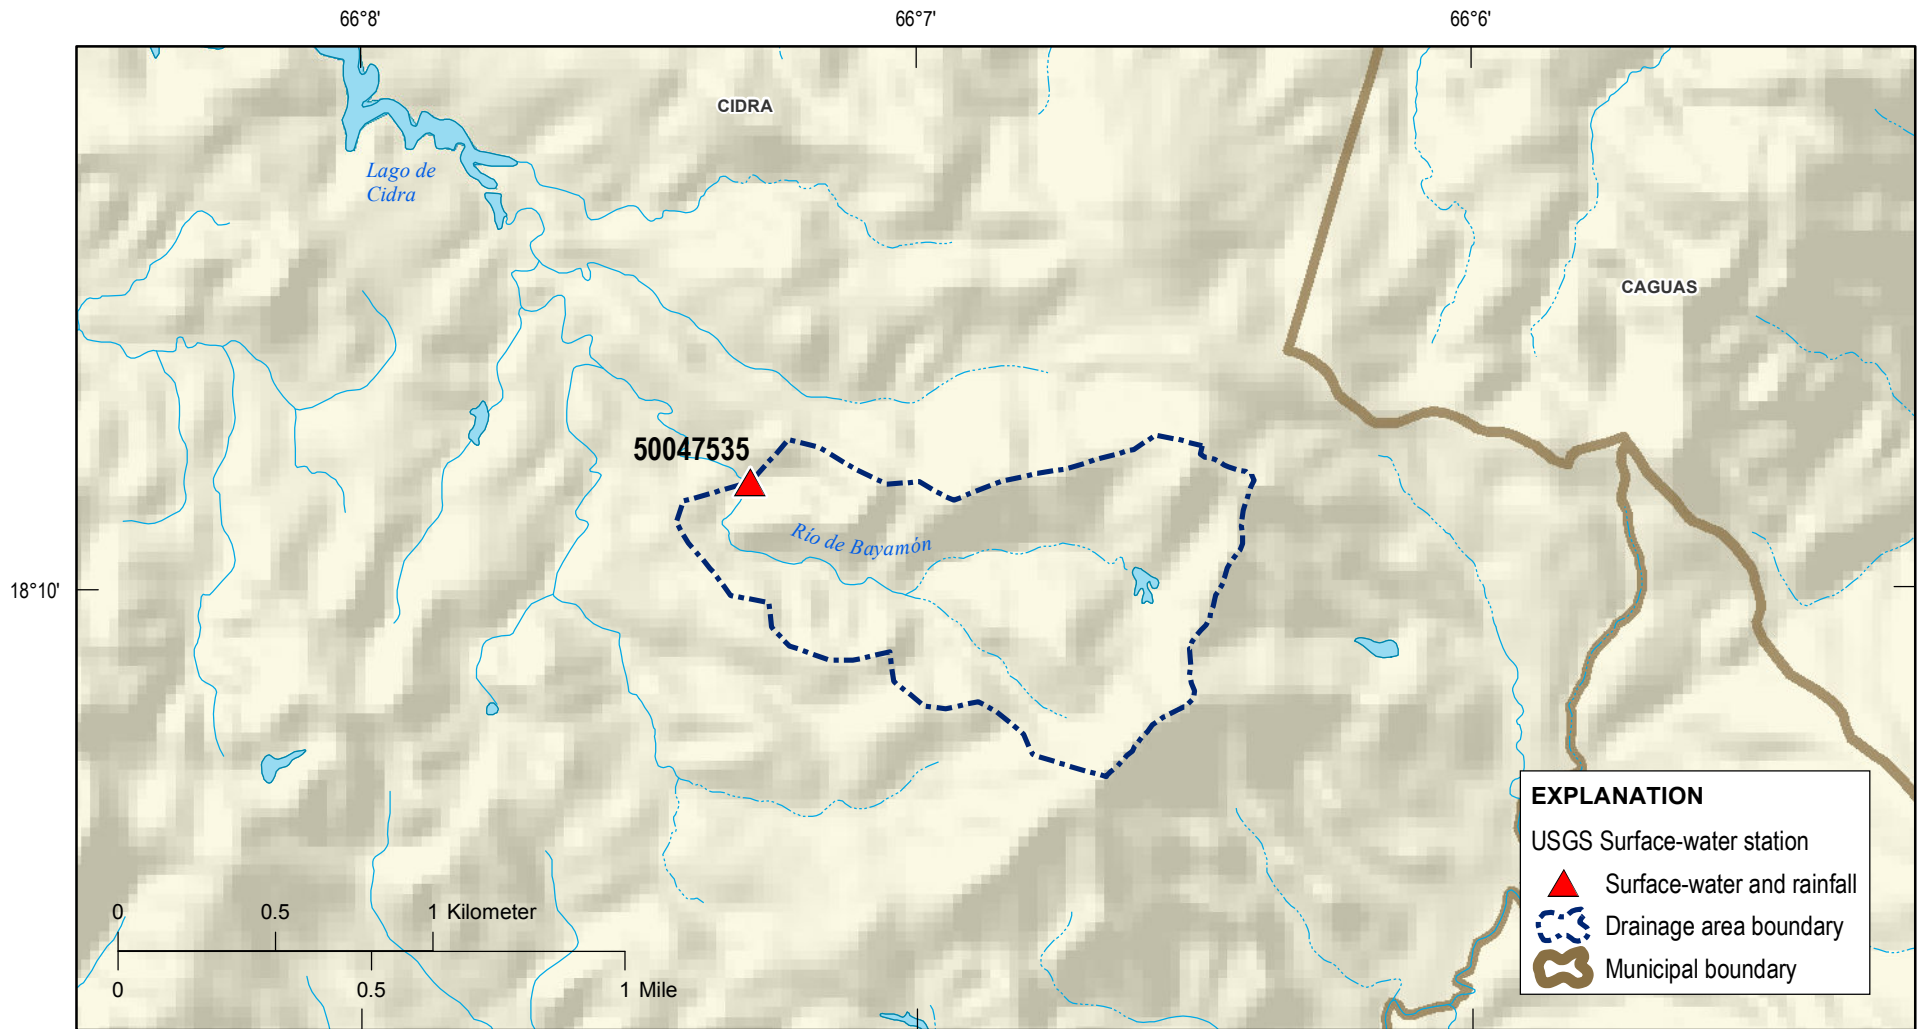 66°8'
66°7'
66°6'
CIDRA
Lago de
Cidra
CAGUAS
50047535
Río de Bayamón
18°10'
EXPLANATION
USGS Surface-water station
Surface-water and rainfall
Drainage area boundary
Municipal boundary
0 0.5 1 Kilometer
0 0.5 1 Mile